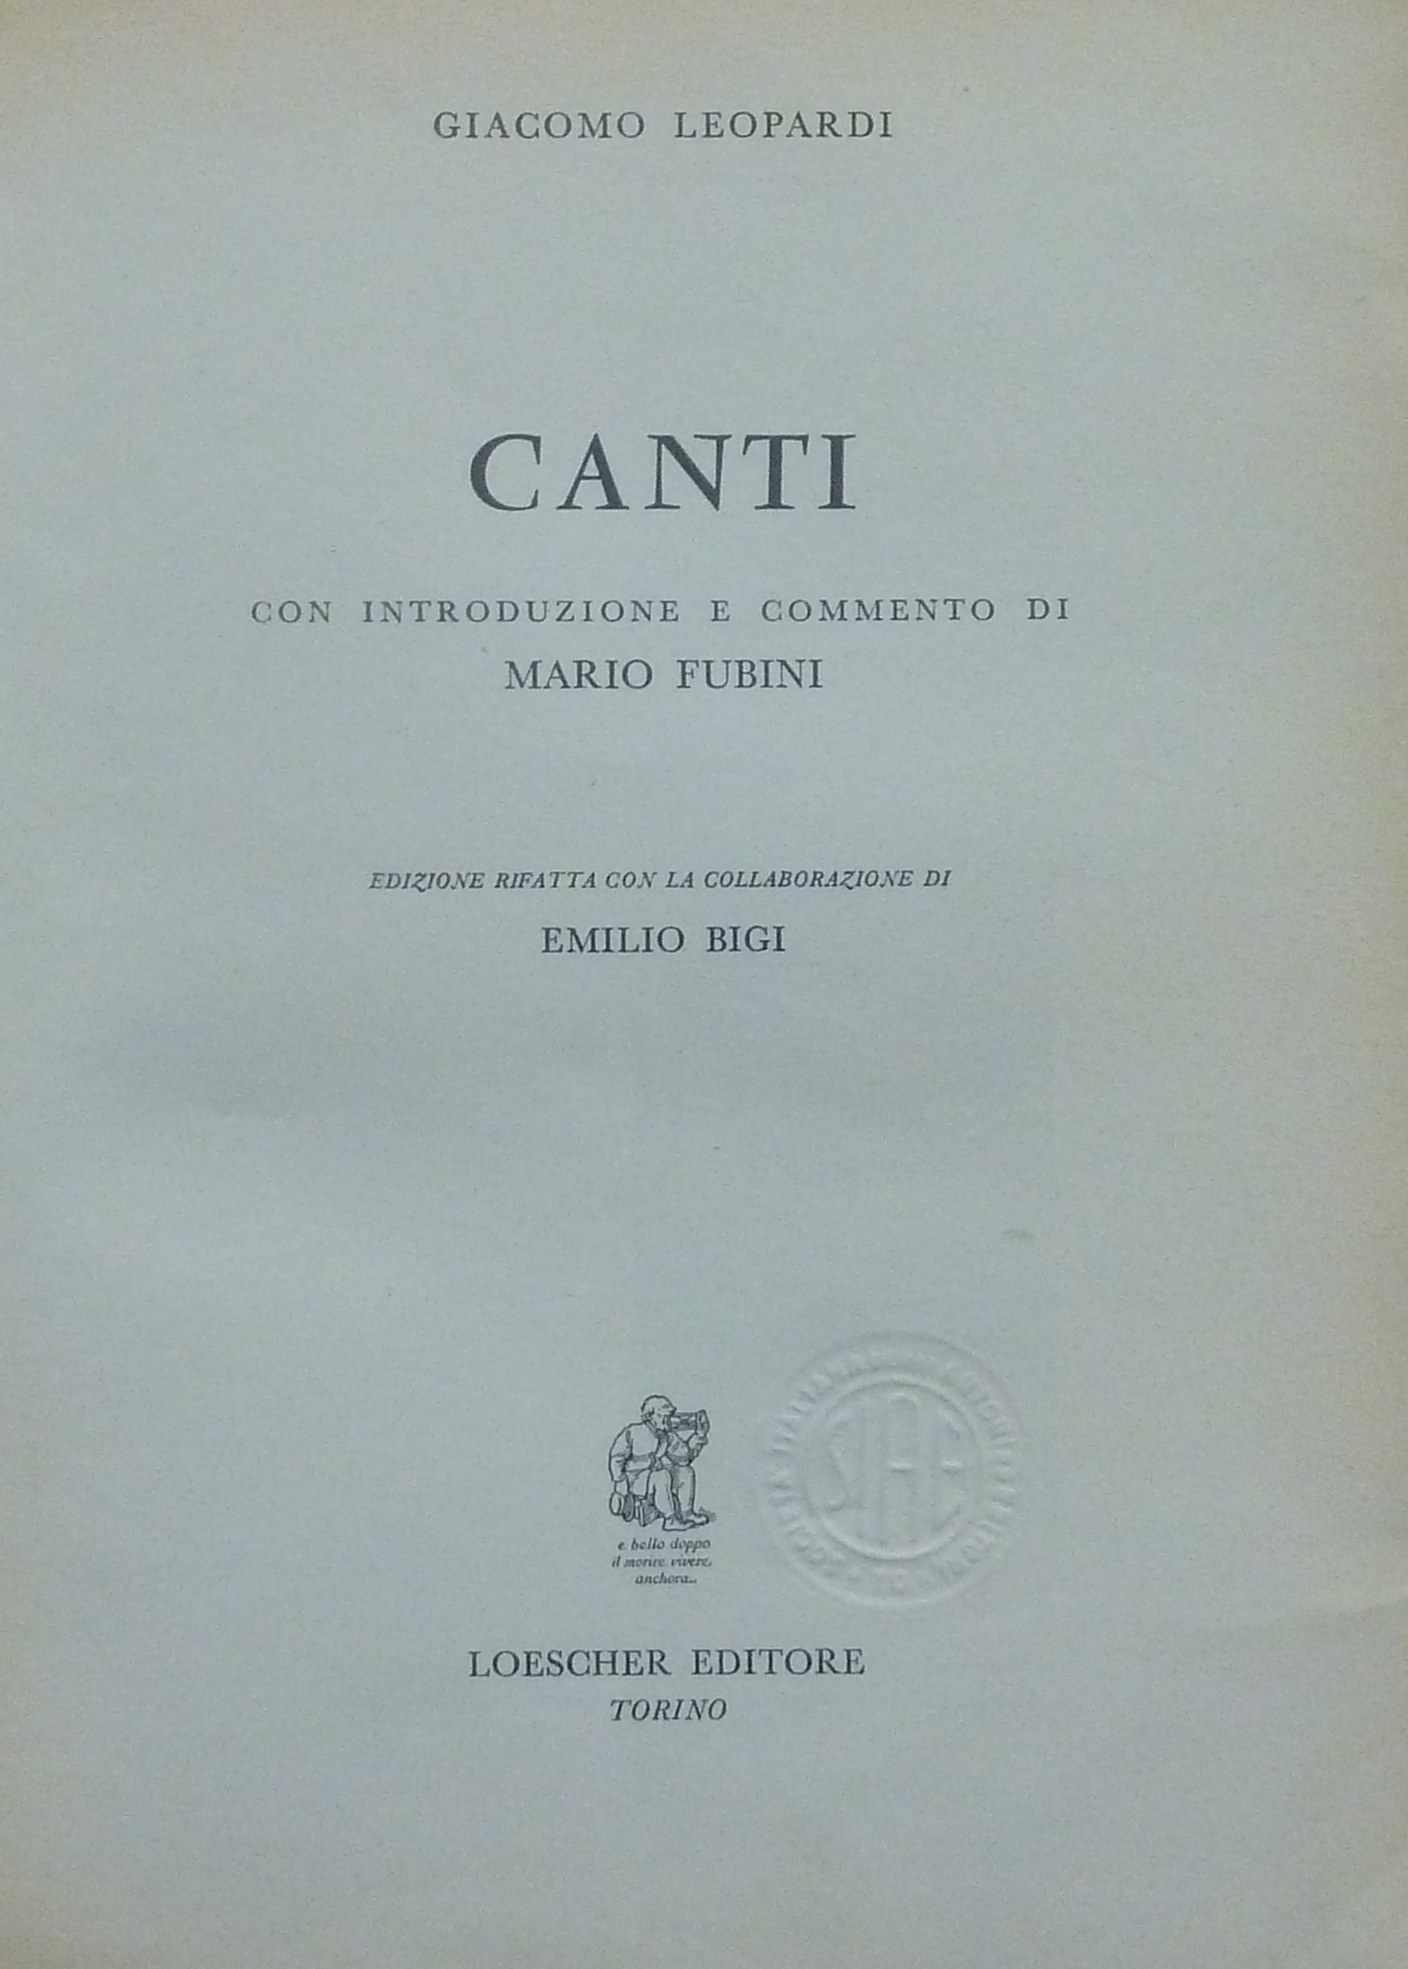 GIACOMO LEOPARDI
CANTI
CON INTRODUZIONE E COMMENTO DI
MARIO FUBINI
EDIZIONE RIFATTA CON LA COLLABORAZIONE DI
EMILIO BIGI
SIAE
e bello doppo
il morire vivere
anchora...
LOESCHER EDITORE
TORINO